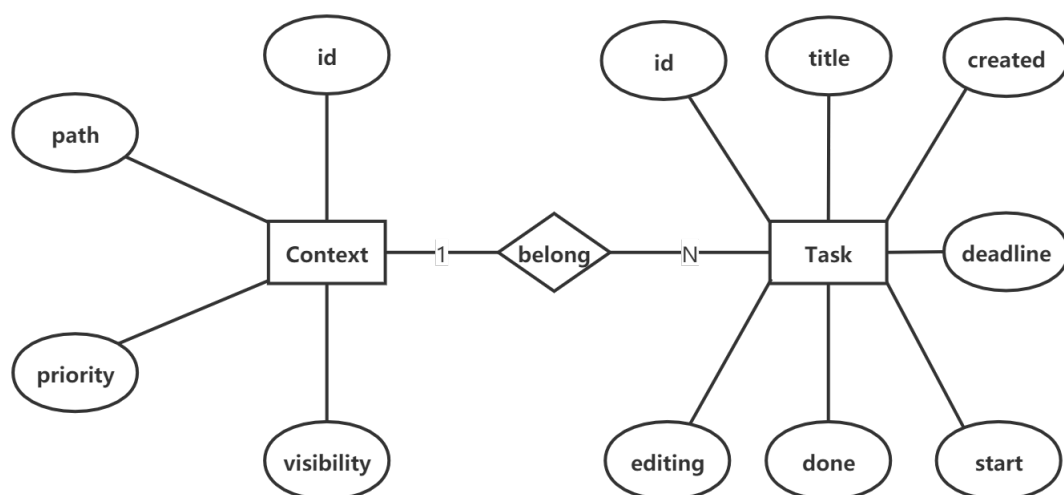 id
id
title
created
path
Context
1
belong
N
Task
deadline
priority
visibility
editing
done
start